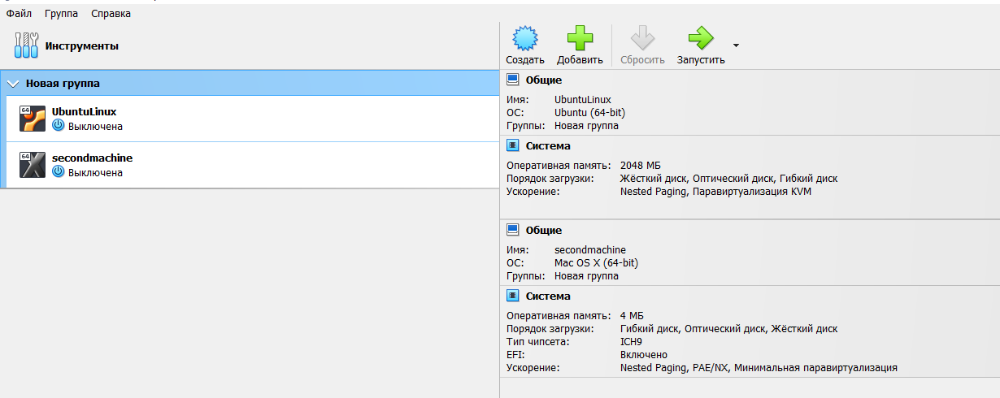 Файл Группа Справка
Инструменты
Новая группа
64 UbuntuLinux
Выключена
64 secondmachine
Выключена
Создать Добавить Сбросить Запустить
Общие
Имя: UbuntuLinux
ОС: Ubuntu (64-bit)
Группы: Новая группа
Система
Оперативная память: 2048 МБ
Порядок загрузки: Жёсткий диск, Оптический диск, Гибкий диск
Ускорение: Nested Paging, Паравиртуализация KVM
Общие
Имя: secondmachine
ОС: Mac OS X (64-bit)
Группы: Новая группа
Система
Оперативная память: 4 МБ
Порядок загрузки: Гибкий диск, Оптический диск, Жёсткий диск
Тип чипсета: ICH9
EFI: Включено
Ускорение: Nested Paging, PAE/NX, Минимальная паравиртуализация